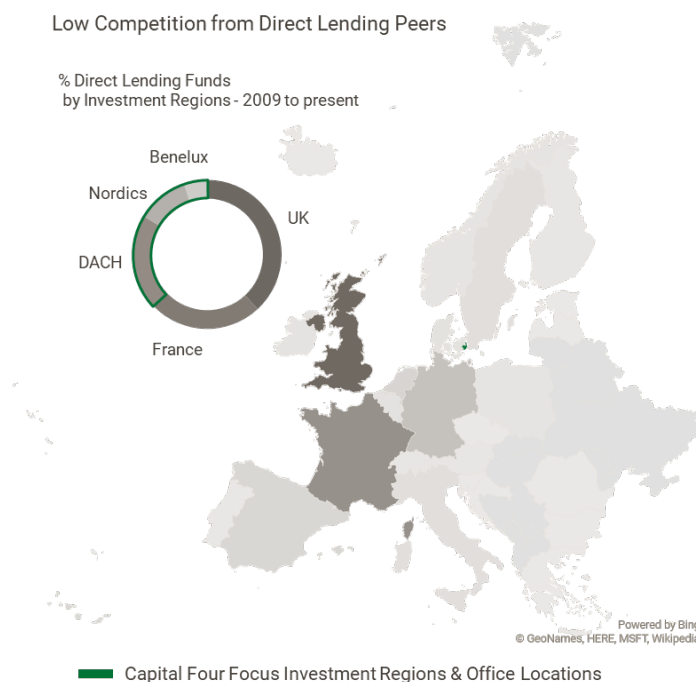 Low Competition from Direct Lending Peers
% Direct Lending Funds
by Investment Regions - 2009 to present
Benelux
Nordics
UK
DACH
France
Powered by Bing
© GeoNames, HERE, MSFT, Wikipedia
Capital Four Focus Investment Regions & Office Locations